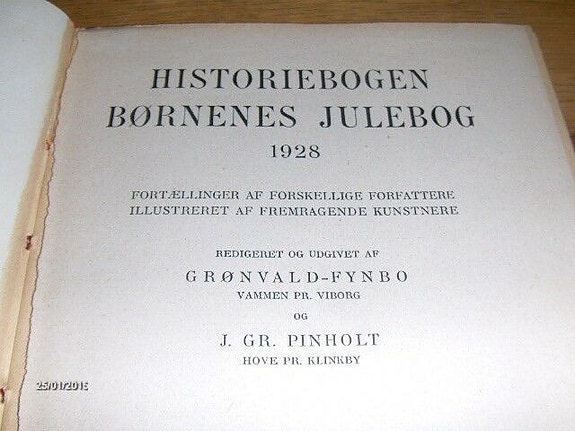 HISTORIEBOGEN
BØRNENES JULEBOG
1928
FORTÆLLINGER AF FORSKELLIGE FORFATTERE
ILLUSTRERET AF FREMRAGENDE KUNSTNERE
REDIGERET OG UDGIVET AF
GRØNVALD-FYNBO
VAMMEN PR. VIBORG
OG
J. GR. PINHOLT
HOVE PR. KLINKBY
25/01/2016